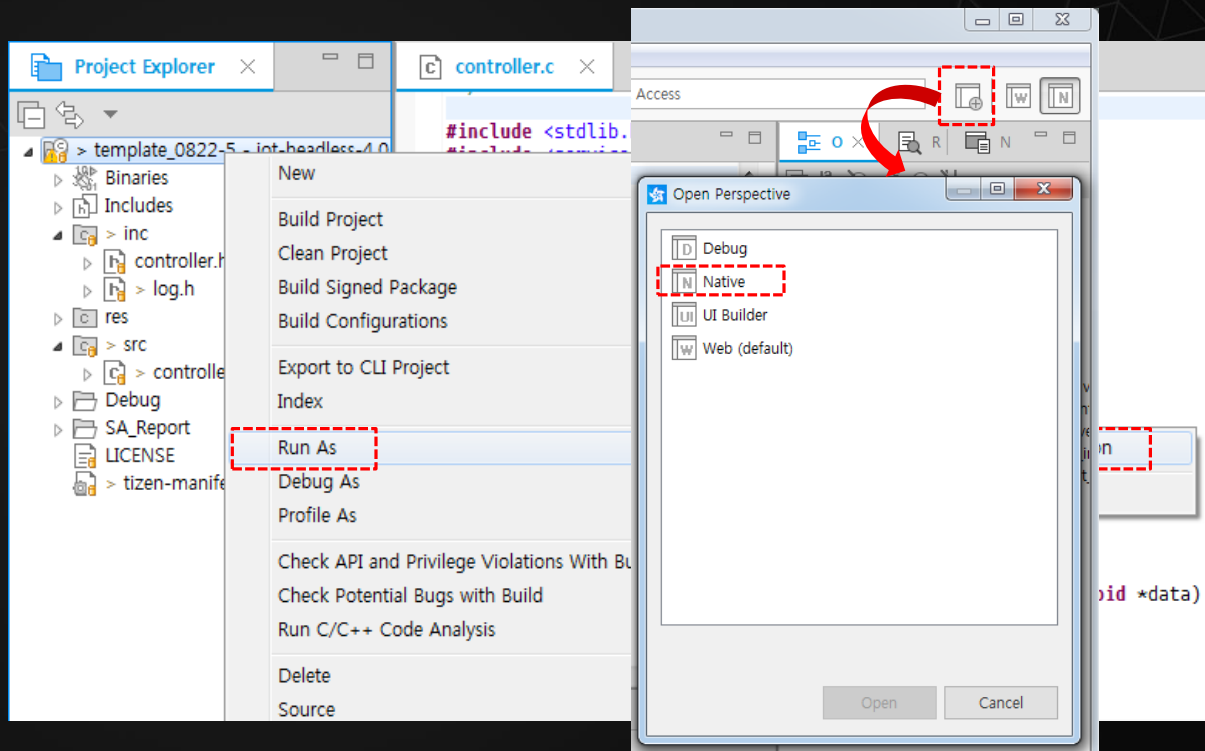 Project Explorer
> template_0822-5 - iot-headless-4.0
Binaries
Includes
> inc
controller.h
> log.h
res
> src
> controlle
Debug
SA_Report
LICENSE
> tizen-manife
New
Build Project
Clean Project
Build Signed Package
Build Configurations
Export to CLI Project
Index
Run As
Debug As
Profile As
Check API and Privilege Violations With Bu
Check Potential Bugs with Build
Run C/C++ Code Analysis
Delete
Source
controller.c
#include <stdlib.
#include
Access
W
N
O
R
N
Open Perspective
D Debug
N Native
UI UI Builder
W Web (default)
Open
Cancel
on
oid *data)